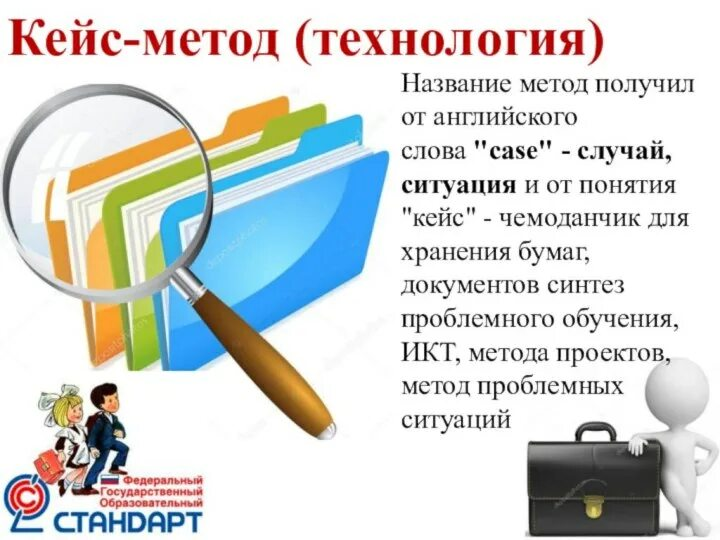 Кейс-метод (технология)
Название метод получил
от английского
слова "case" - случай,
ситуация и от понятия
"кейс" - чемоданчик для
хранения бумаг,
документов синтез
проблемного обучения,
ИКТ, метода проектов,
метод проблемных
ситуаций
Федеральный
Государственный
Образовательный
СТАНДАРТ